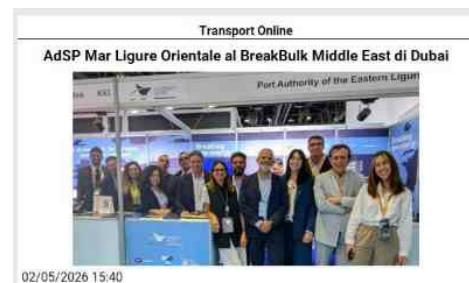 Transport Online
AdSP Mar Ligure Orientale al BreakBulk Middle East di Dubai
Port Authority of the Eastern Ligur
02/05/2026 15:40